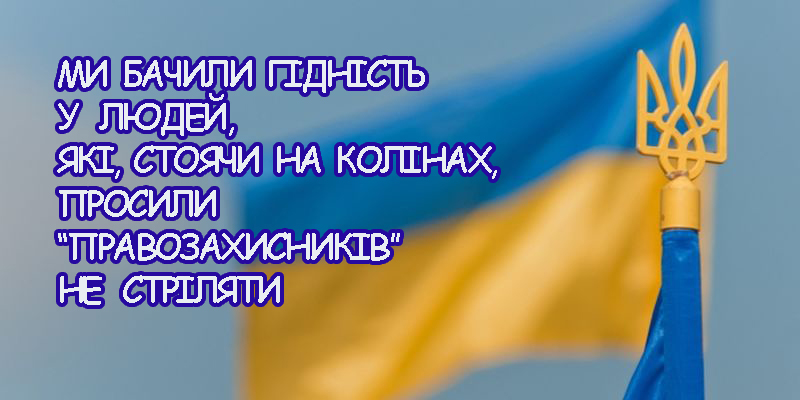 МИ БАЧИЛИ ГІДНІСТЬ
У ЛЮДЕЙ,
ЯКІ, СТОЯЧИ НА КОЛІНАХ,
ПРОСИЛИ
“ПРАВОЗАХИСНИКІВ”
НЕ СТРІЛЯТИ